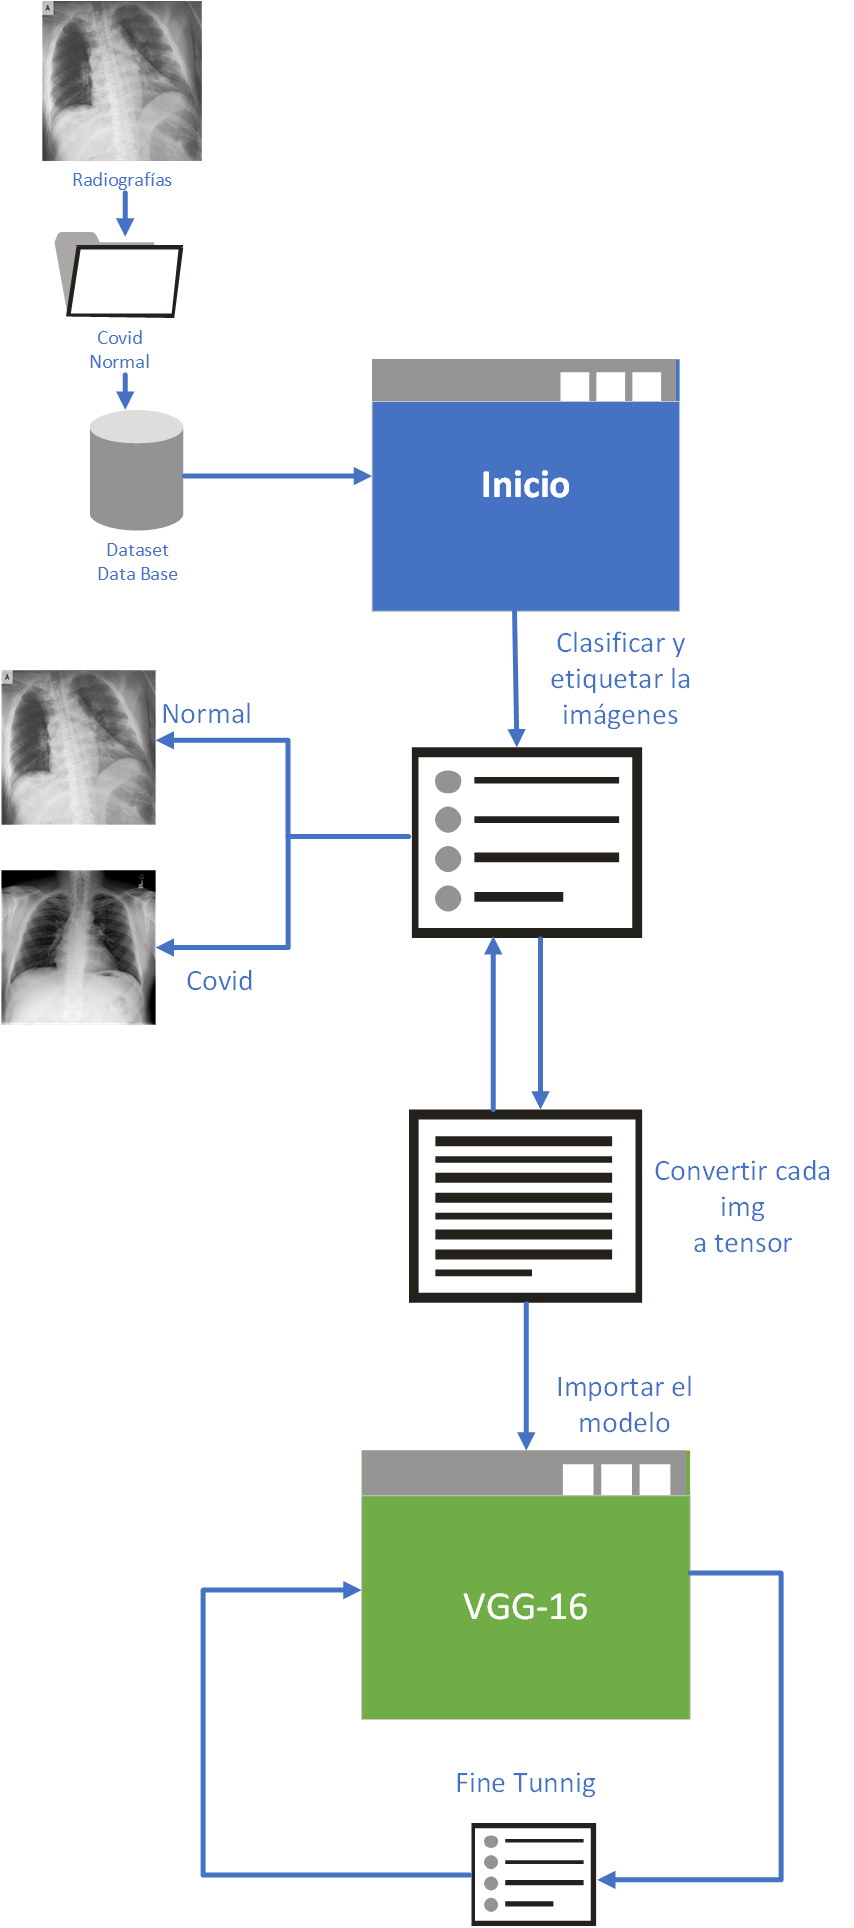 A
Radiografías
Covid
Normal
Dataset
Data Base
Inicio
Clasificar y
etiquetar la
imágenes
A
Normal
Covid
Convertir cada
img
a tensor
Importar el
modelo
VGG-16
Fine Tunnig